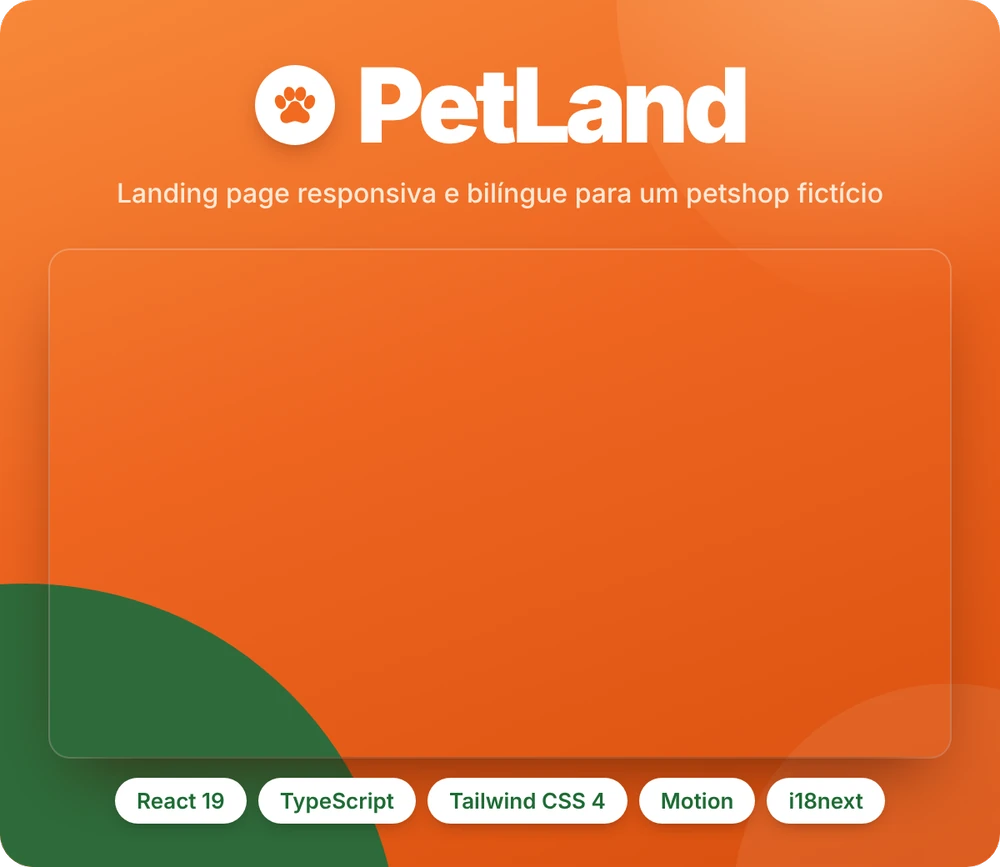 PetLand
Landing page responsiva e bilíngue para um petshop fictício
React 19 TypeScript Tailwind CSS 4 Motion i18next